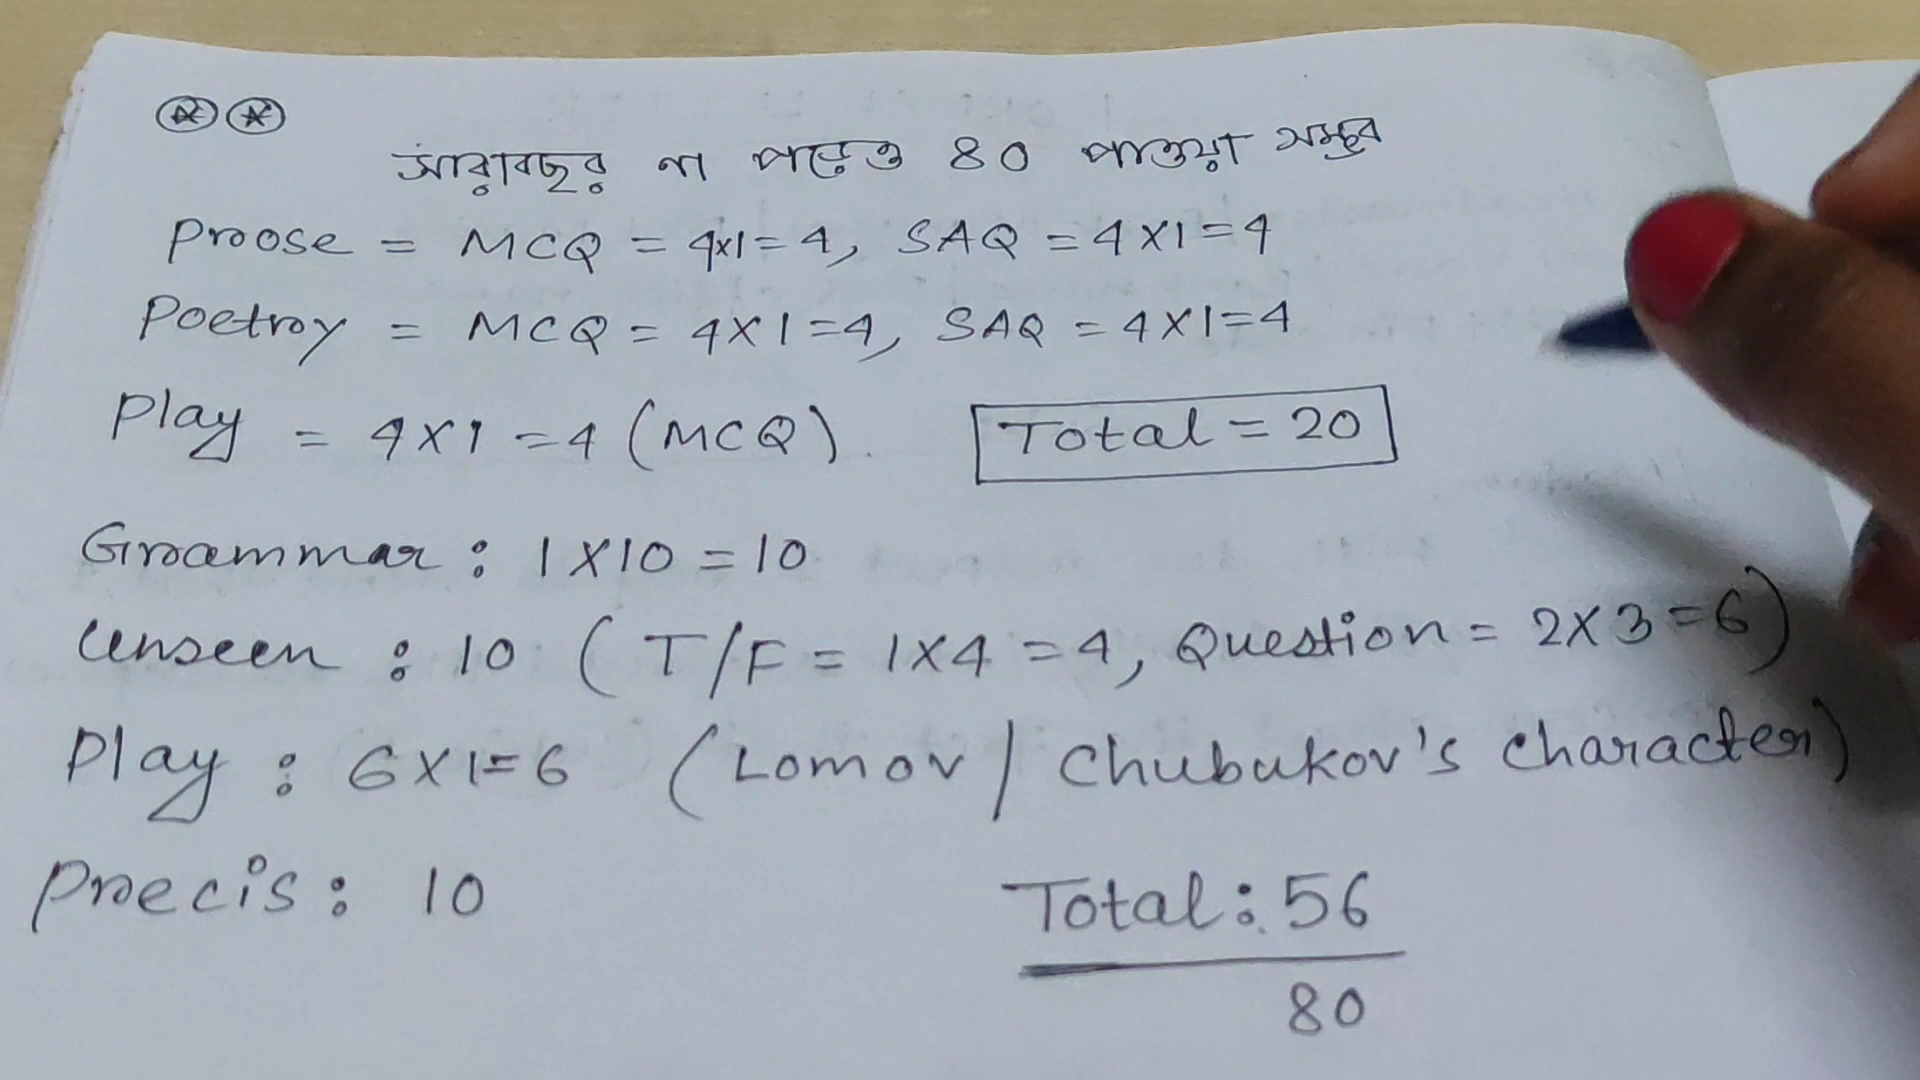 সারাবছর না পড়েও 80 পাওয়া সম্ভব
Proose = MCQ = 4x1=4, SAQ = 4X1=4
Poetroy = MCQ = 4X1=4, SAQ = 4X1=4
Play = 4X1=4 (MCQ). Total = 20
Groammar : 1X10=10
Unseen : 10 (T/F = 1X4=4, Question = 2X3=6)
Play : 6X1=6 (Lomov / Chubukov's character)
Proecis : 10
Total : 56
80